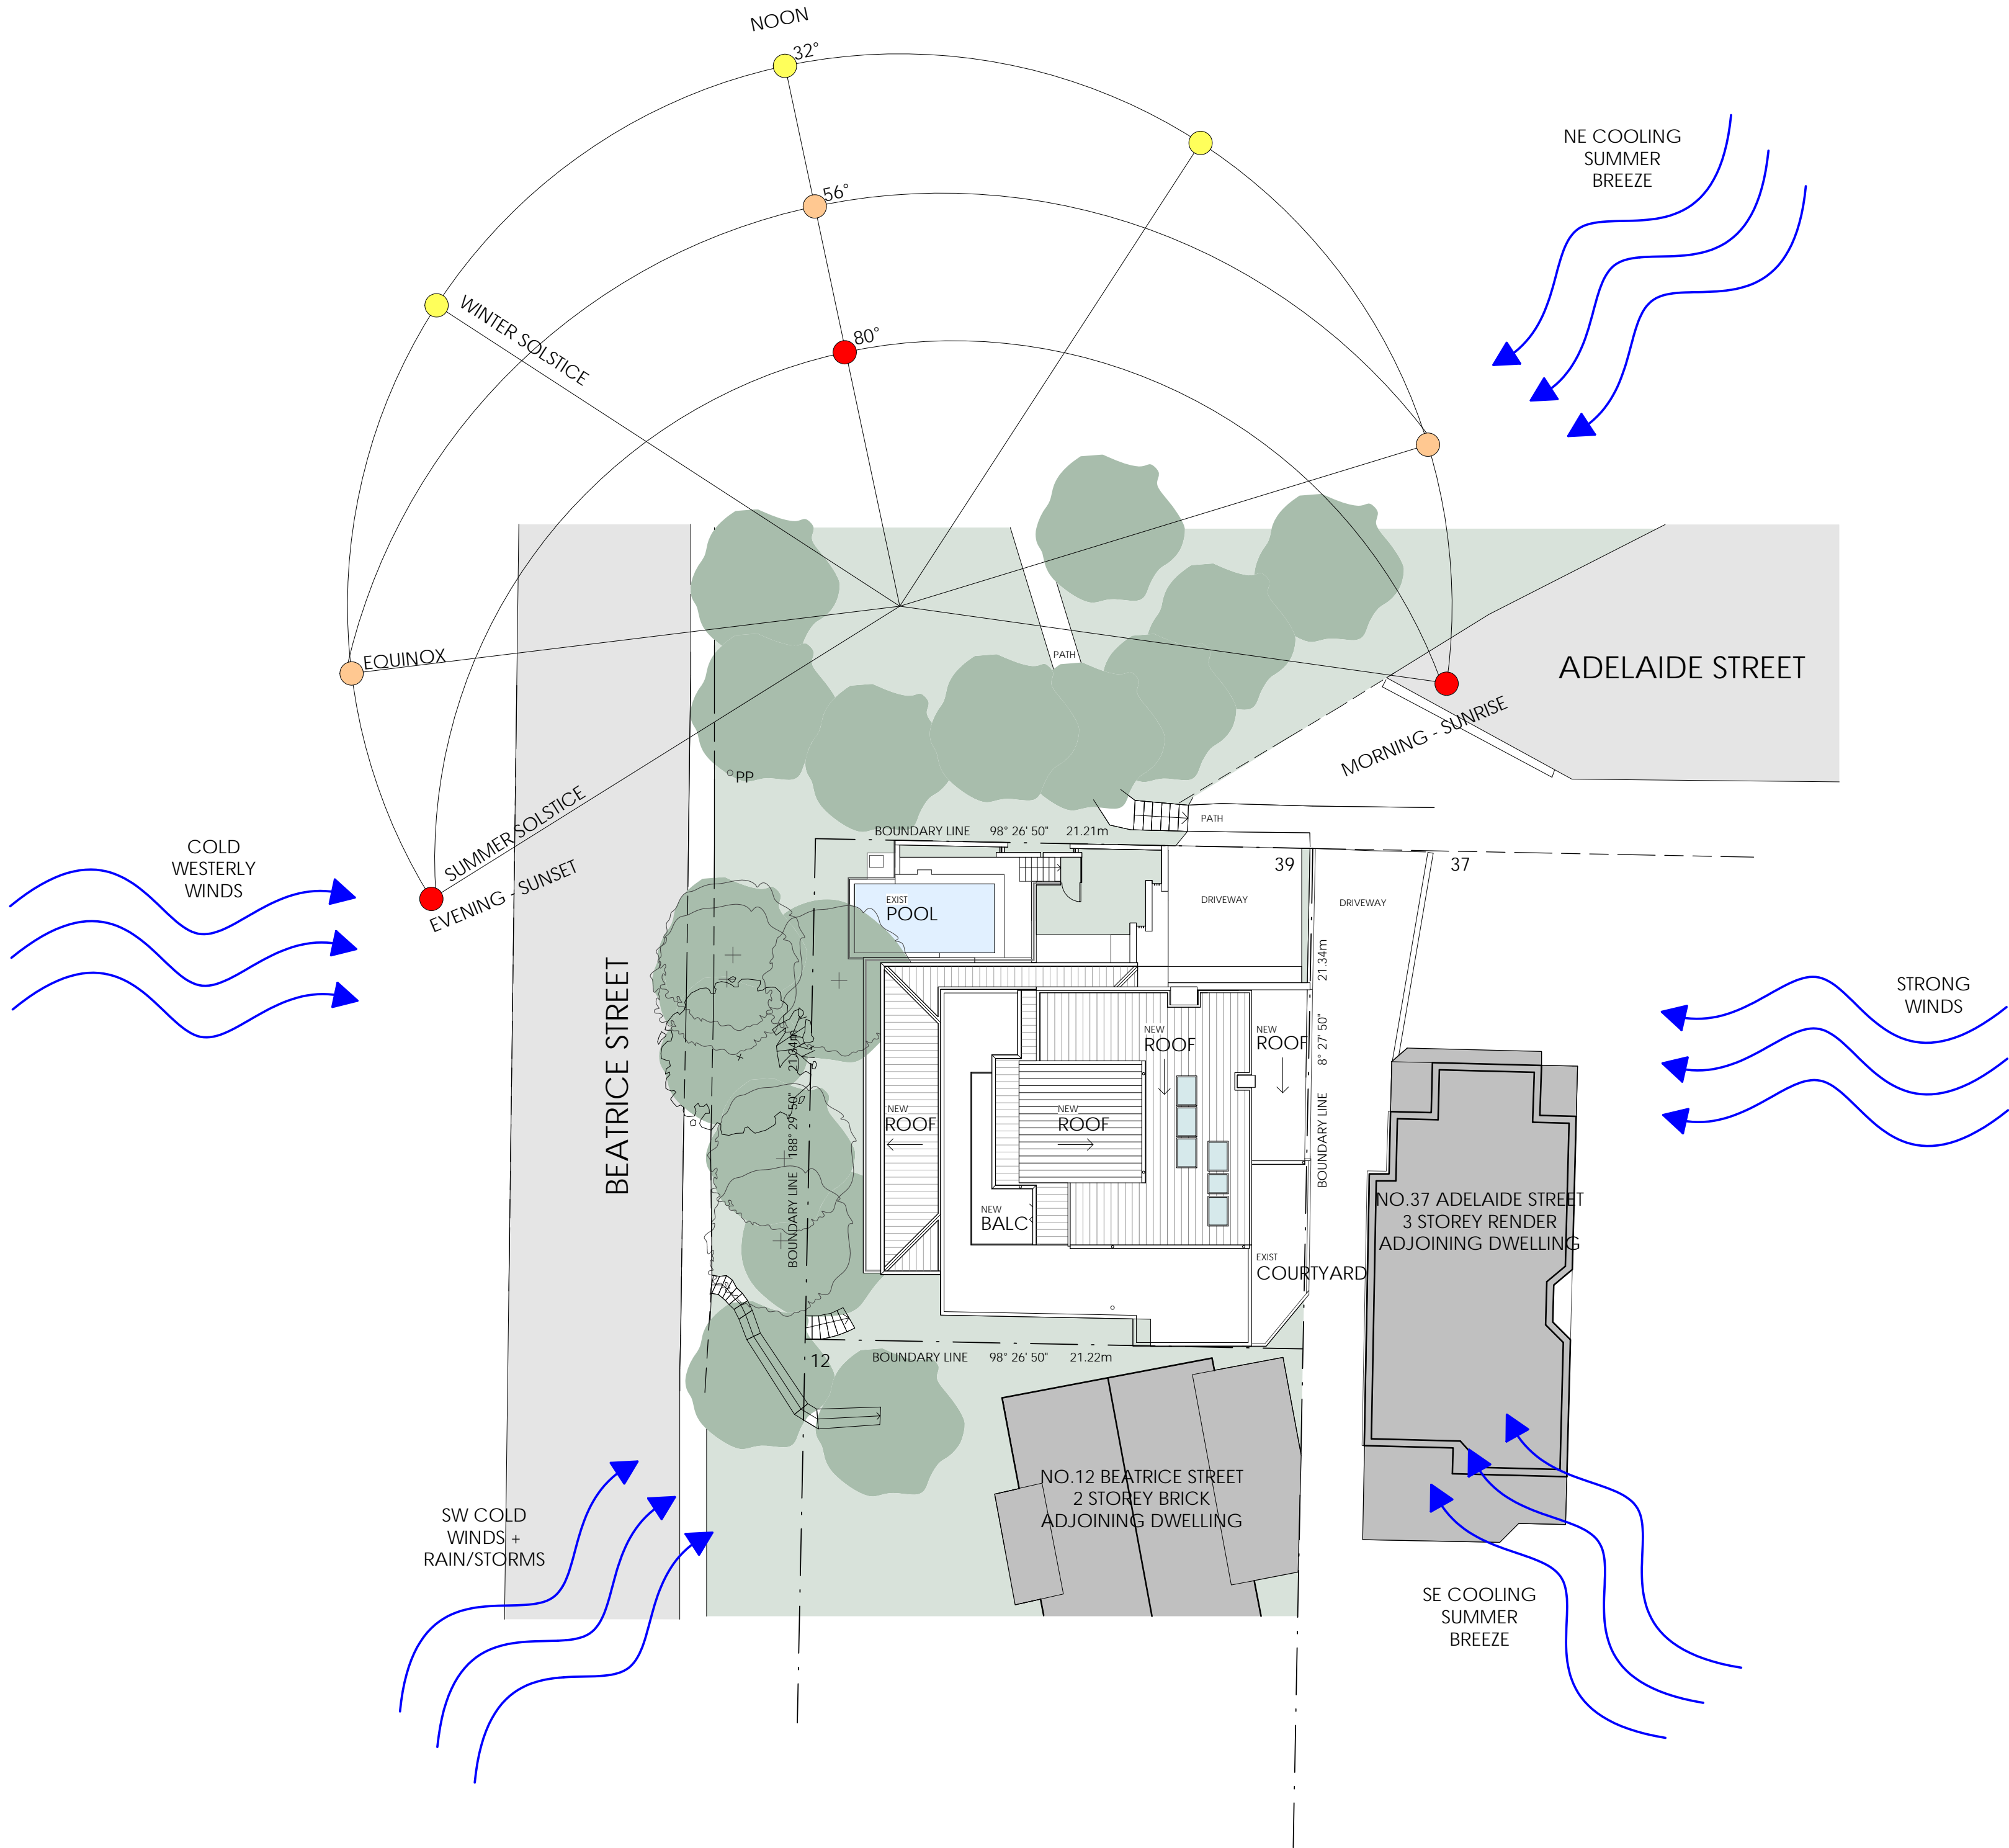 NOON
32°
NE COOLING
SUMMER
BREEZE
56°
WINTER SOLSTICE
80°
EQUINOX
PATH
ADELAIDE STREET
MORNING - SUNRISE
PP
SUMMER SOLSTICE
EVENING - SUNSET
COLD
WESTERLY
WINDS
PATH
BOUNDARY LINE 98° 26' 50" 21.21m
39
37
EXIST
POOL
DRIVEWAY
DRIVEWAY
BEATRICE STREET
BOUNDARY LINE 188° 29' 50" 21.34m
BOUNDARY LINE 8° 27' 50" 21.34m
STRONG
WINDS
NEW
ROOF
NEW
ROOF
NEW
ROOF
NEW
ROOF
NEW
BALC
EXIST
COURTYARD
NO.37 ADELAIDE STREET
3 STOREY RENDER
ADJOINING DWELLING
12
BOUNDARY LINE 98° 26' 50" 21.22m
NO.12 BEATRICE STREET
2 STOREY BRICK
ADJOINING DWELLING
SW COLD
WINDS +
RAIN/STORMS
SE COOLING
SUMMER
BREEZE